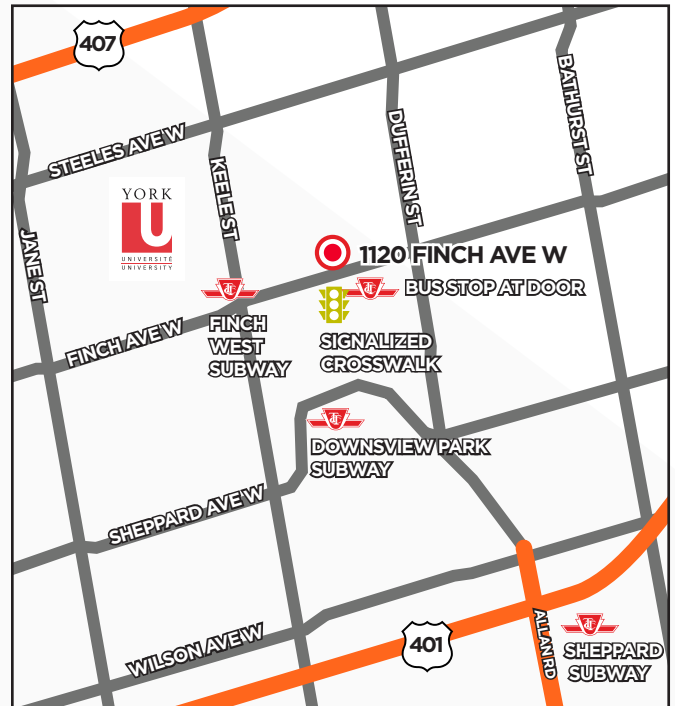 407
STEELES AVE W
BATHURST ST
DUFFERIN ST
KEELE ST
YORK
U
UNIVERSITÉ
UNIVERSITY
JANE ST
1120 FINCH AVE W
BUS STOP AT DOOR
FINCH AVE W
FINCH
WEST
SUBWAY
SIGNALIZED
CROSSWALK
DOWNSVIEW PARK
SUBWAY
SHEPPARD AVE W
WILSON AVE W
401
ALLAN RD
SHEPPARD
SUBWAY